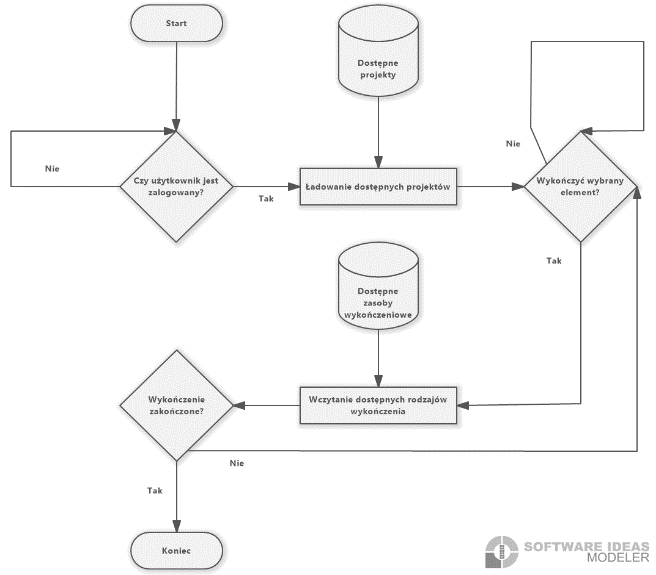 Start
Dostępne
projekty
Nie
Nie
Czy użytkownik jest
zalogowany?
Tak
Ładowanie dostępnych projektów
Wykończyć wybrany
element?
Tak
Dostępne
zasoby
wykończeniowe
Wykończenie
zakończone?
Wczytanie dostępnych rodzajów
wykończenia
Nie
Tak
Koniec
SOFTWARE IDEAS
MODELER